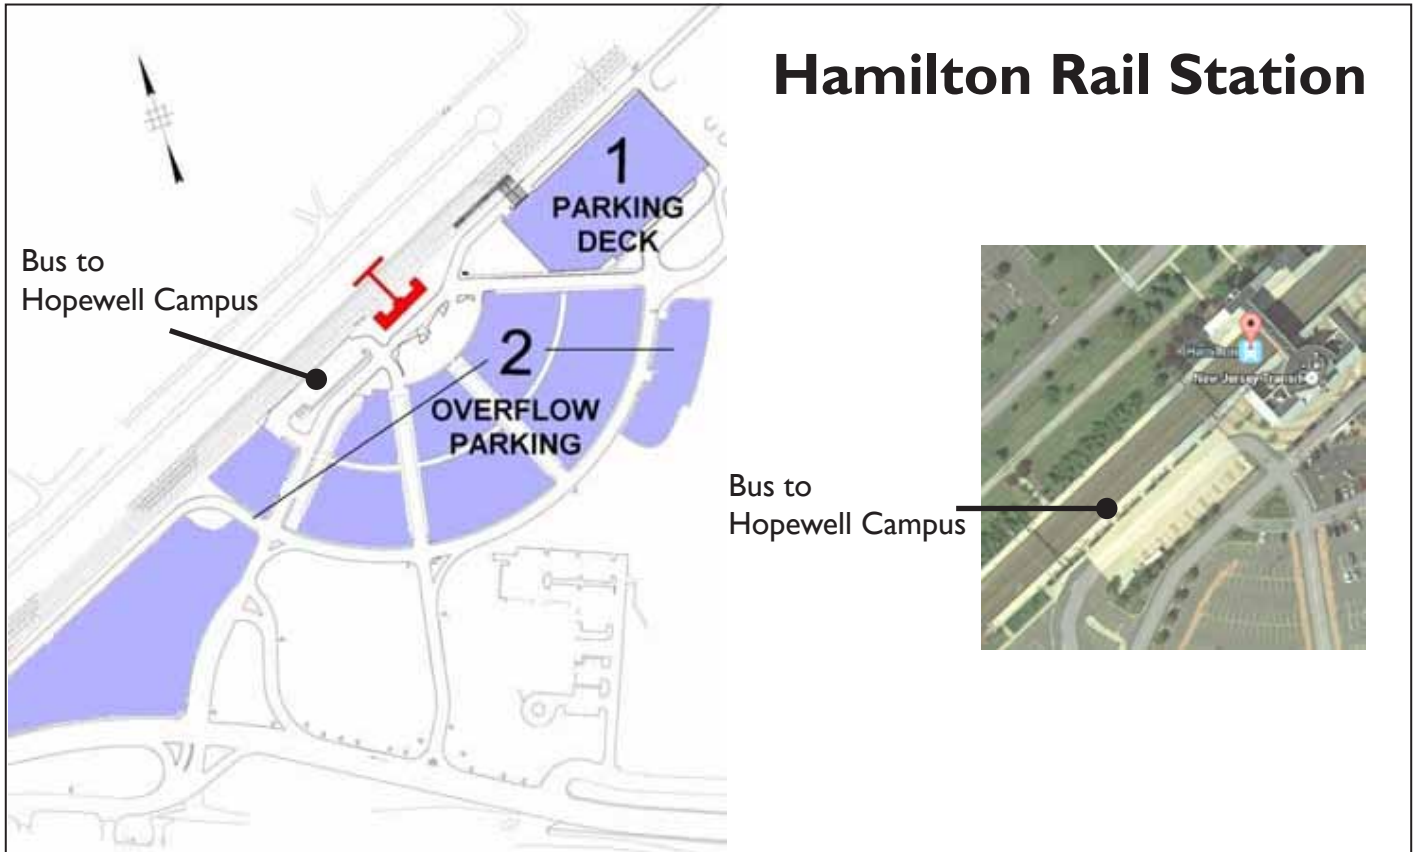 Hamilton Rail Station
1
PARKING
DECK
Bus to
Hopewell Campus
2
OVERFLOW
PARKING
Hamilton
New Jersey Transit
Bus to
Hopewell Campus